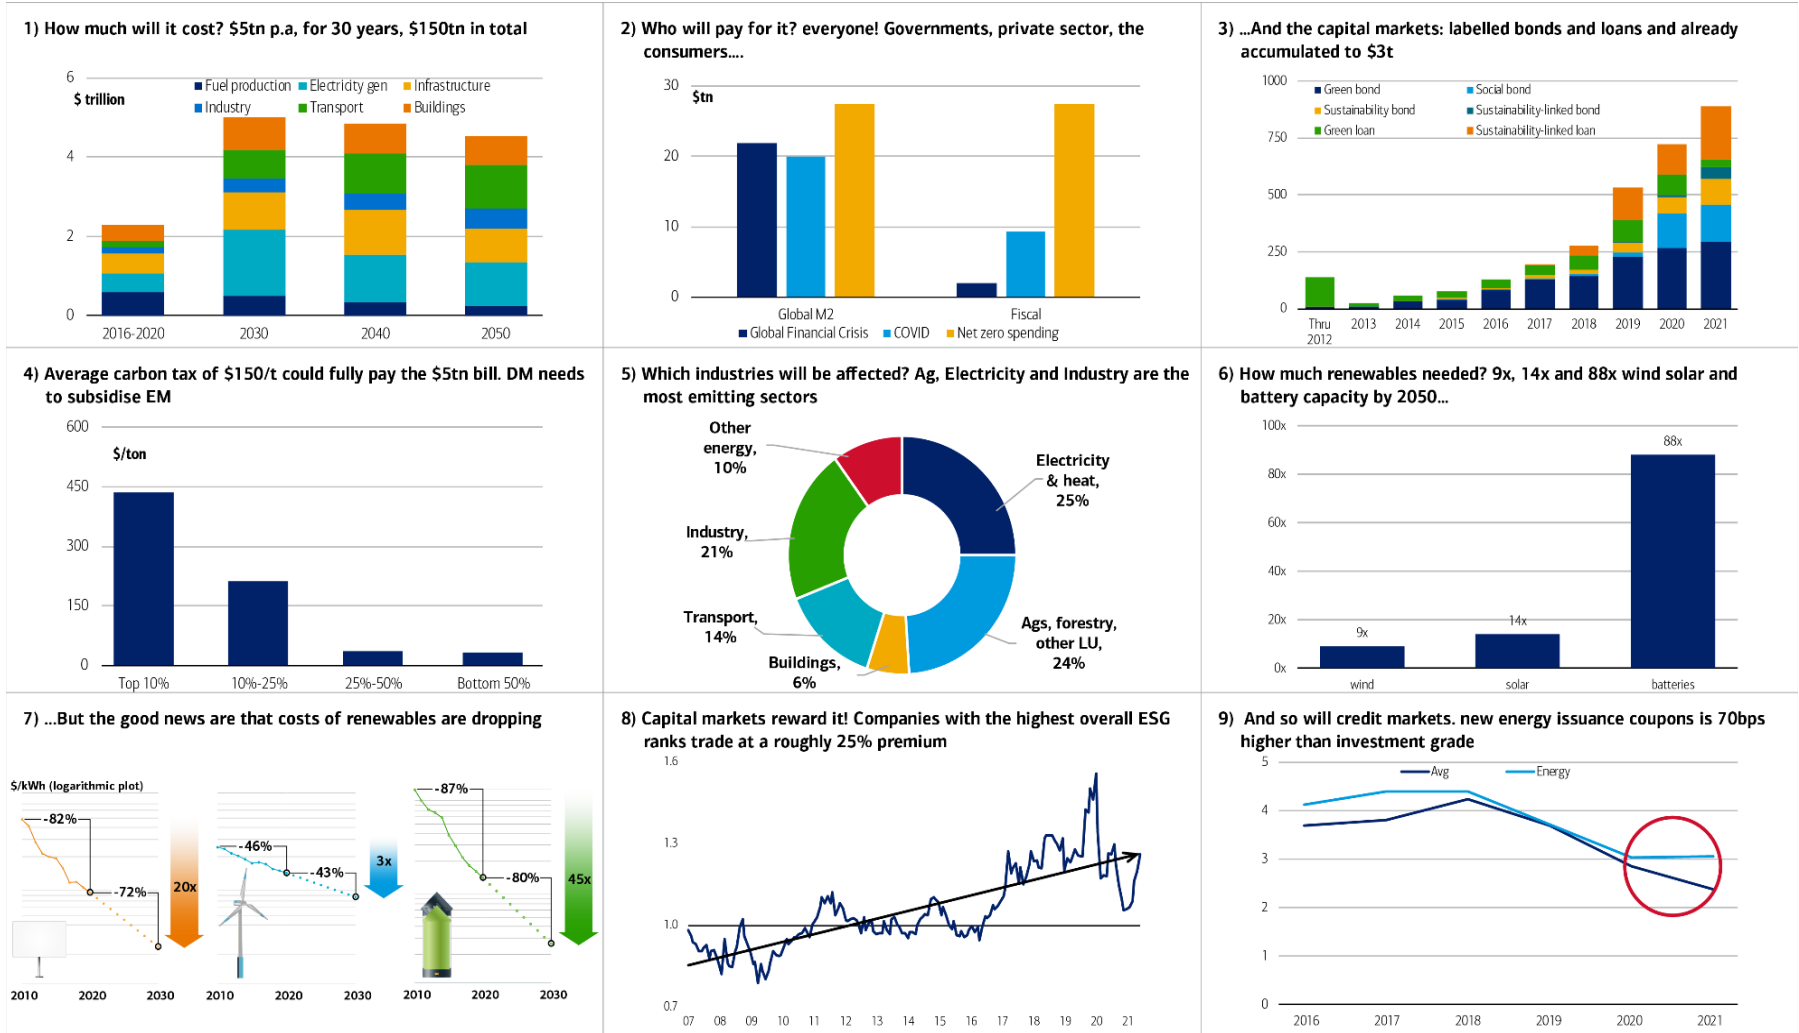 1) How much will it cost? $5tn p.a, for 30 years, $150tn in total
6
$ trillion
Fuel production
Electricity gen
Infrastructure
Industry
Transport
Buildings
4
2
0
2016-2020
2030
2040
2050
2) Who will pay for it? everyone! Governments, private sector, the
consumers....
30
$tn
20
10
0
Global M2
Fiscal
Global Financial Crisis
COVID
Net zero spending
3) ...And the capital markets: labelled bonds and loans and already
accumulated to $3t
1000
Green bond
Social bond
Sustainability bond
Sustainability-linked bond
Green loan
Sustainability-linked loan
750
500
250
0
Thru
2012
2013
2014
2015
2016
2017
2018
2019
2020
2021
4) Average carbon tax of $150/t could fully pay the $5tn bill. DM needs
to subsidise EM
600
$/ton
450
300
150
0
Top 10%
10%-25%
25%-50%
Bottom 50%
5) Which industries will be affected? Ag, Electricity and Industry are the
most emitting sectors
Other
energy,
10%
Electricity
& heat,
25%
Industry,
21%
Transport,
14%
Buildings,
6%
Ags, forestry,
other LU,
24%
6) How much renewables needed? 9x, 14x and 88x wind solar and
battery capacity by 2050...
100x
80x
60x
40x
20x
0x
9x
14x
88x
wind
solar
batteries
7) ...But the good news are that costs of renewables are dropping
$/kWh (logarithmic plot)
-82%
-72%
20x
2010
2020
2030
-46%
-43%
3x
2010
2020
2030
-87%
-80%
45x
2010
2020
2030
8) Capital markets reward it! Companies with the highest overall ESG
ranks trade at a roughly 25% premium
1.6
1.3
1.0
0.7
07
08
09
10
11
12
13
14
15
16
17
18
19
20
21
9) And so will credit markets. new energy issuance coupons is 70bps
higher than investment grade
5
Avg
Energy
4
3
2
1
0
2016
2017
2018
2019
2020
2021